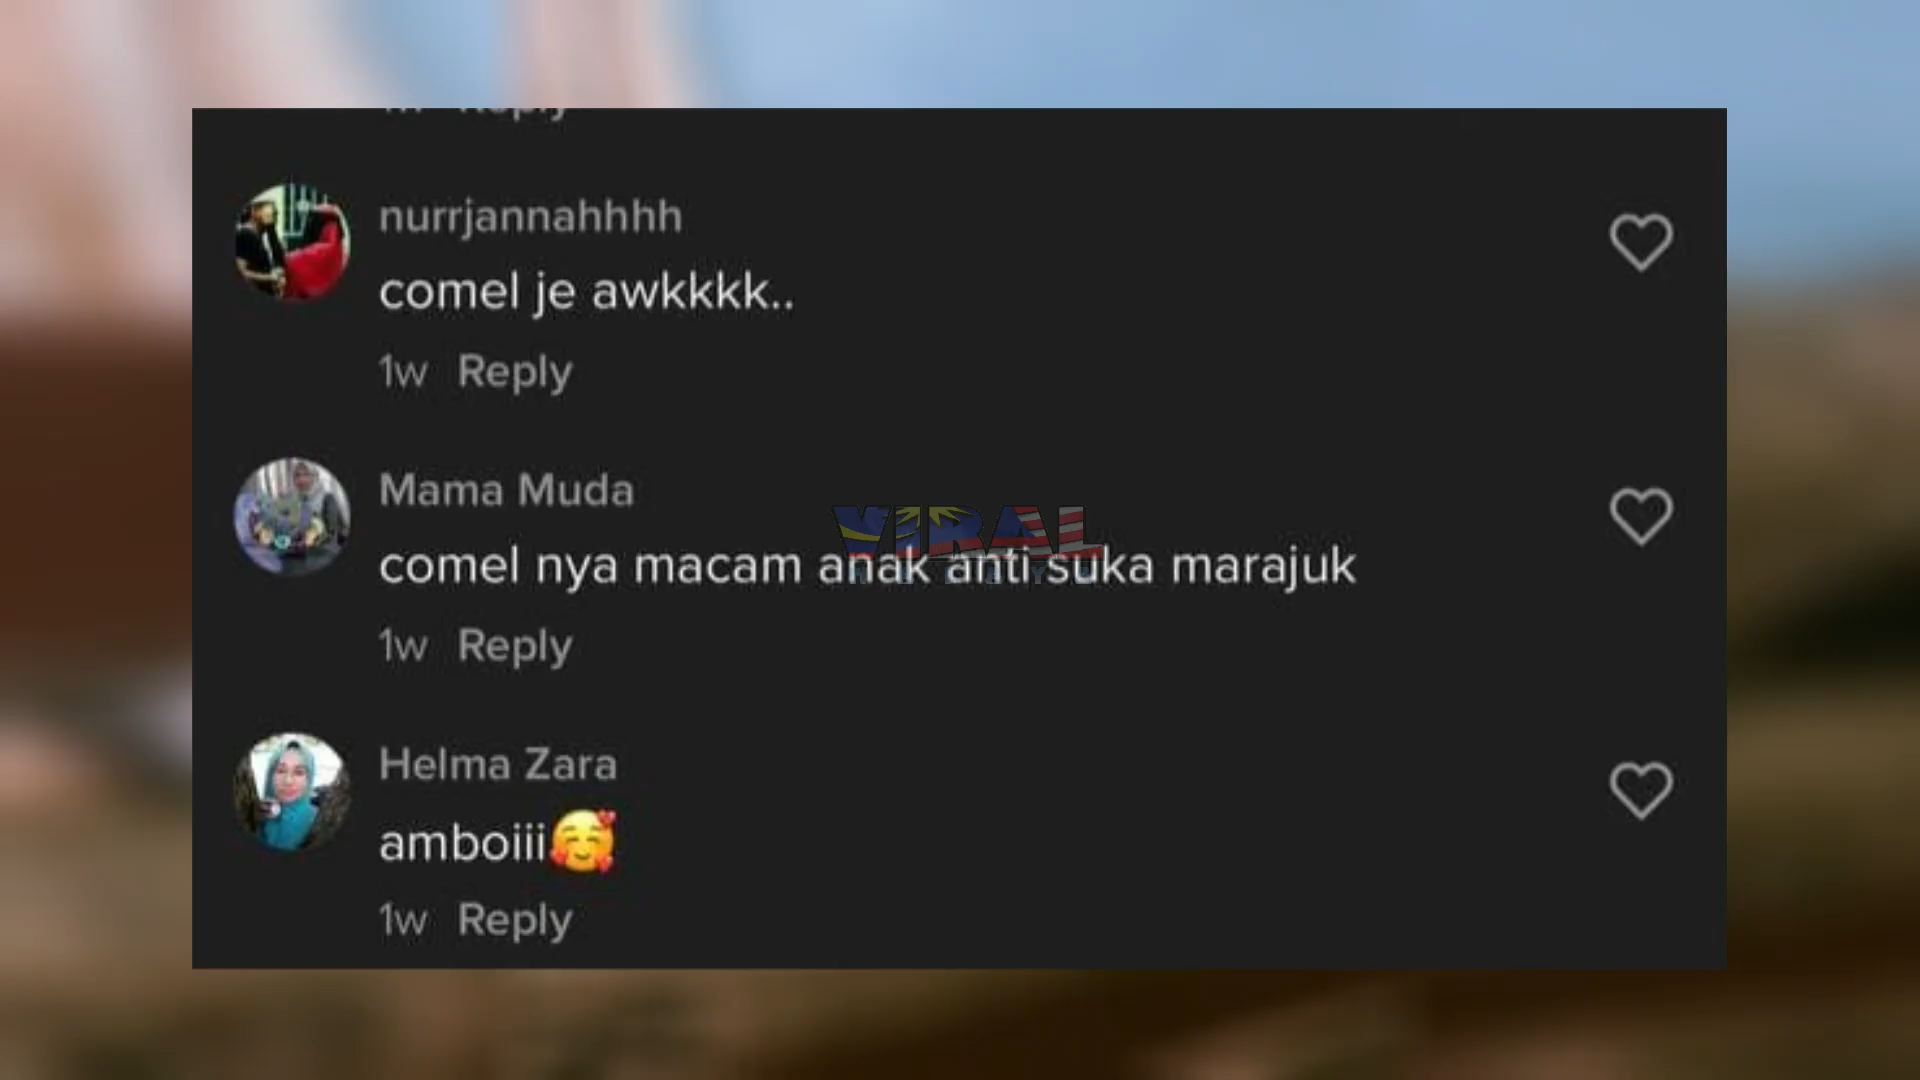 nurrjannahhhh
comel je awkkkk..
1w Reply
Mama Muda
VIRAL
comel nya macam anak anti suka marajuk
1w Reply
Helma Zara
amboiii🥰
1w Reply